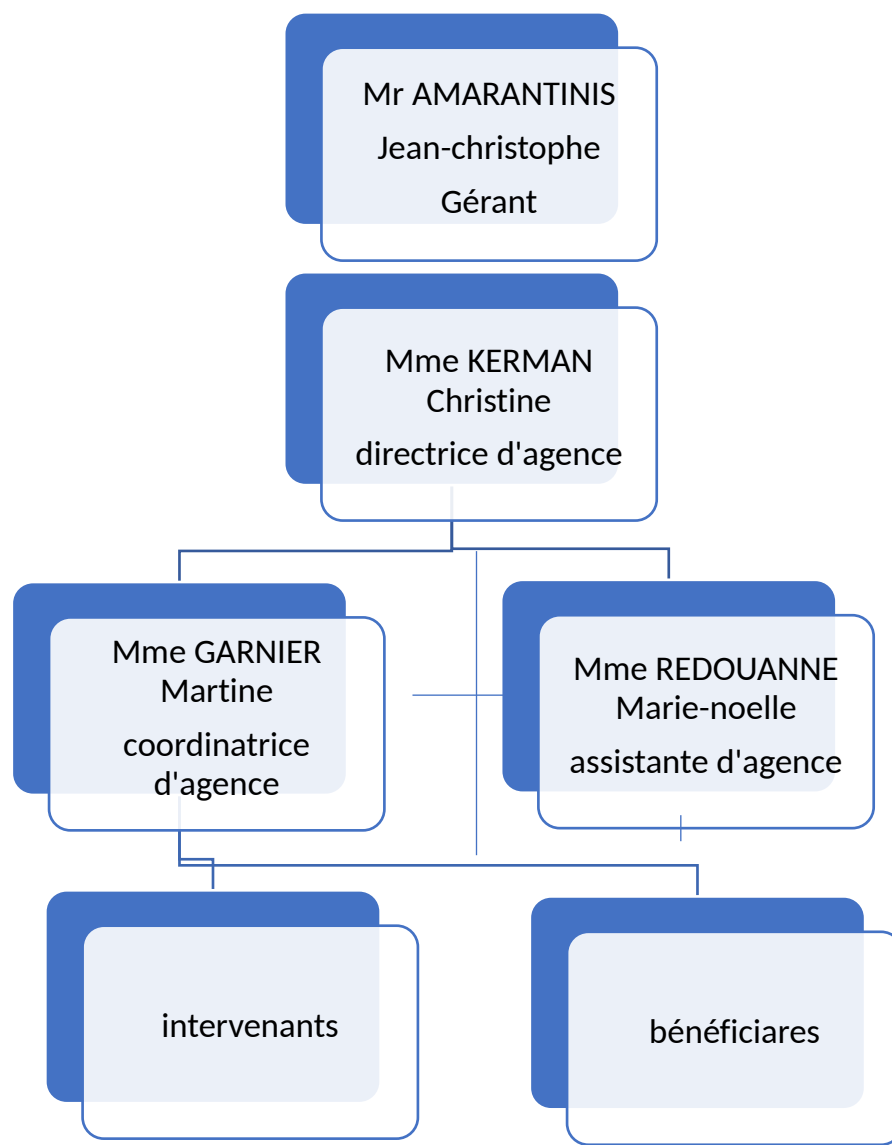 Mr AMARANTINIS
Jean-christophe
Gérant
Mme KERMAN
Christine
directrice d'agence
Mme GARNIER
Martine
coordinatrice
d'agence
Mme REDOUANNE
Marie-noelle
assistante d'agence
intervenants
bénéficiares